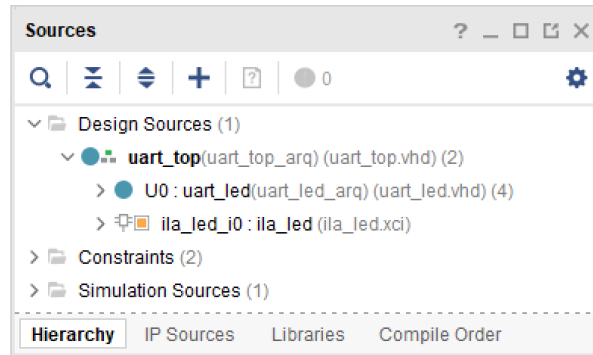 Sources ?
? 0
Design Sources (1)
uart_top(uart_top_arq) (uart_top.vhd) (2)
U0 : uart_led(uart_led_arq) (uart_led.vhd) (4)
ila_led_i0 : ila_led (ila_led.xci)
Constraints (2)
Simulation Sources (1)
Hierarchy IP Sources Libraries Compile Order